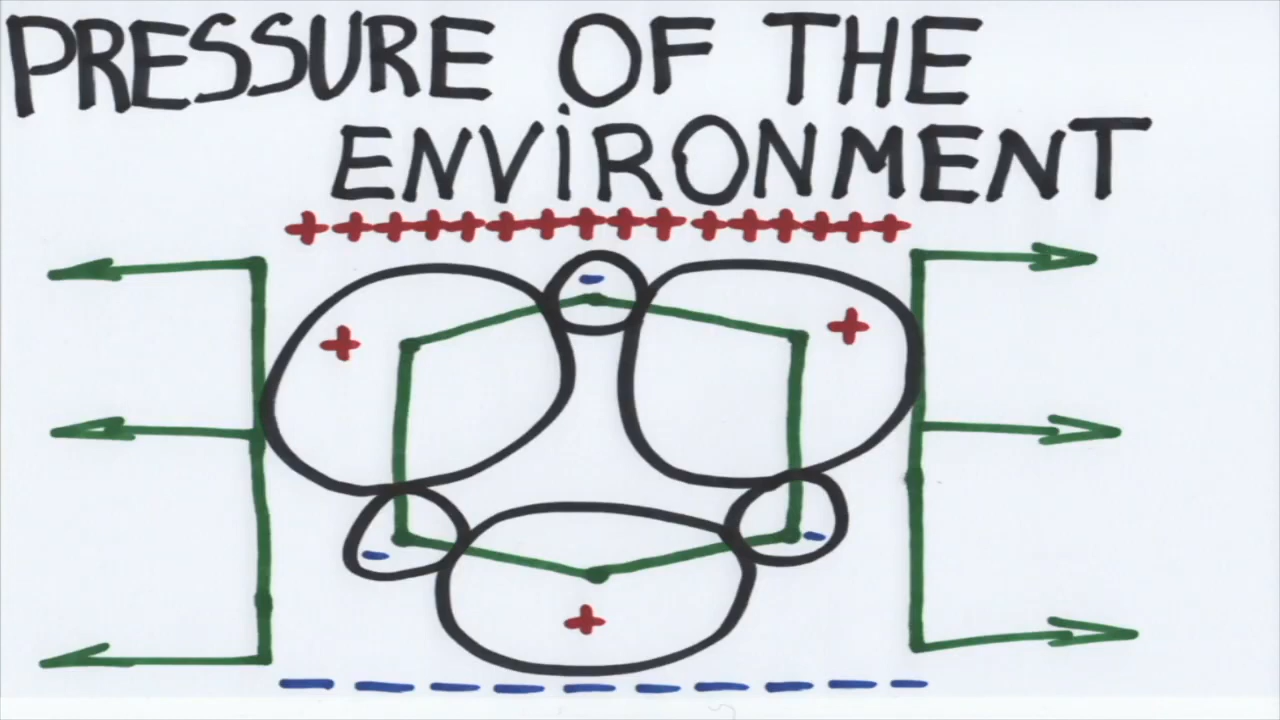 PRESSURE OF THE
ENVIRONMENT
+ + + + + + + + + + + + + + + +
-
+ +
- -
+
- - - - - - - - -